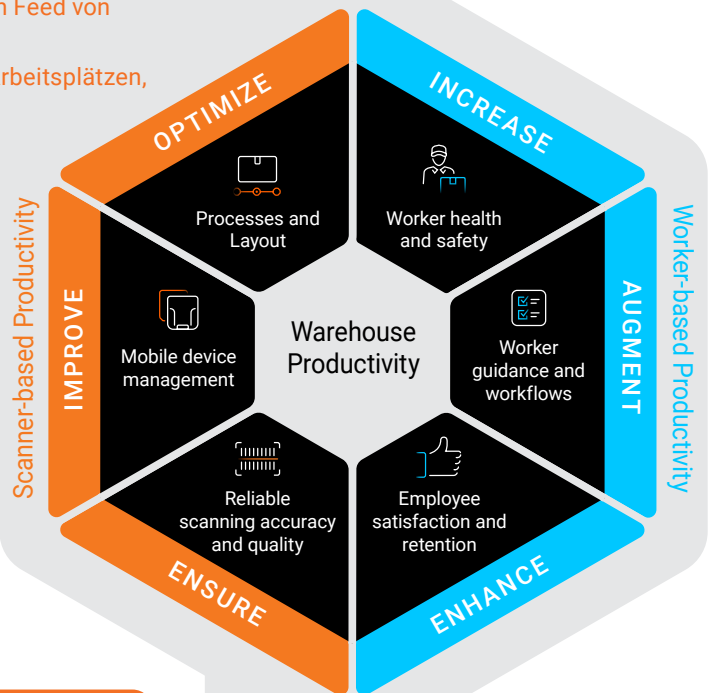 Feed von
rbeitsplätzen,
OPTIMIZE
INCREASE
Processes and
Layout
Worker health
and safety
Scanner-based Productivity
IMPROVE
Mobile device
management
Warehouse
Productivity
Worker
guidance and
workflows
AUGMENT
Worker-based Productivity
Reliable
scanning accuracy
and quality
Employee
satisfaction and
retention
ENSURE
ENHANCE